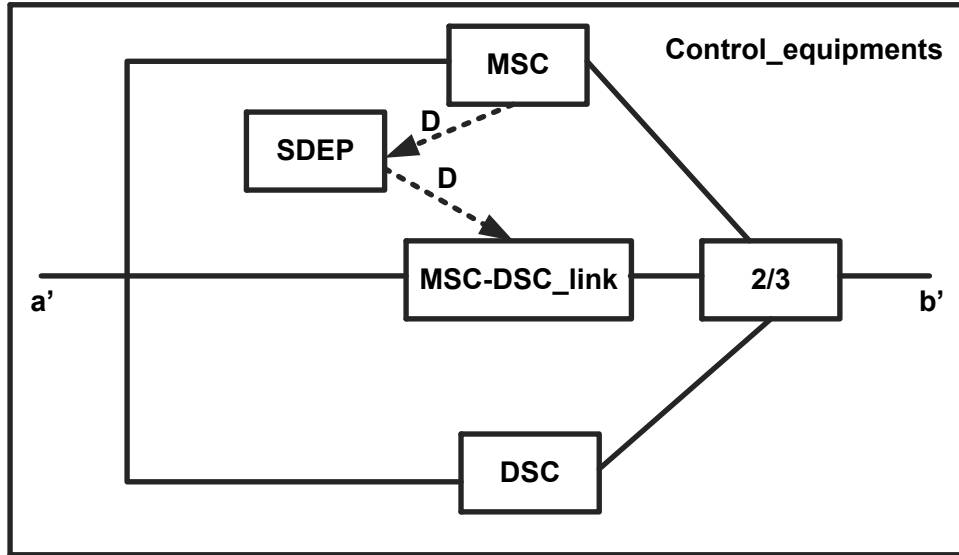 MSC
Control_equipments
D
SDEP
D
MSC-DSC_link
2/3
a’
b’
DSC